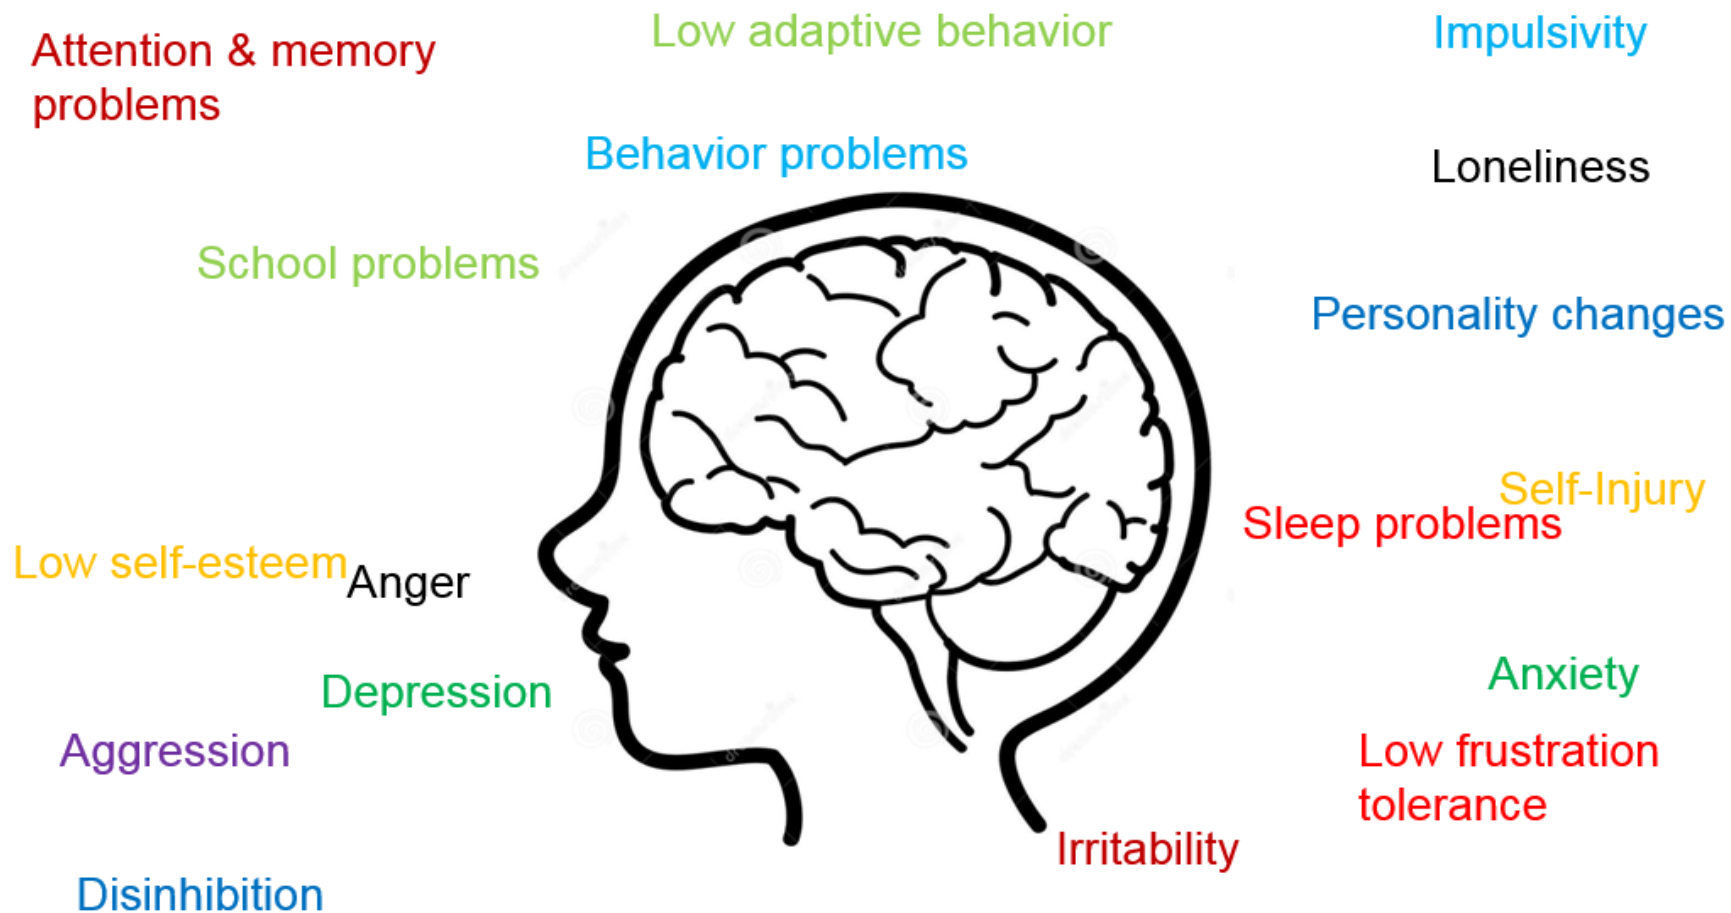 Low adaptive behavior
Impulsivity
Attention & memory
problems
Behavior problems
Loneliness
School problems
Personality changes
Self-Injury
Sleep problems
Low self-esteem
Anger
Anxiety
Depression
Aggression
Low frustration
tolerance
Irritability
Disinhibition